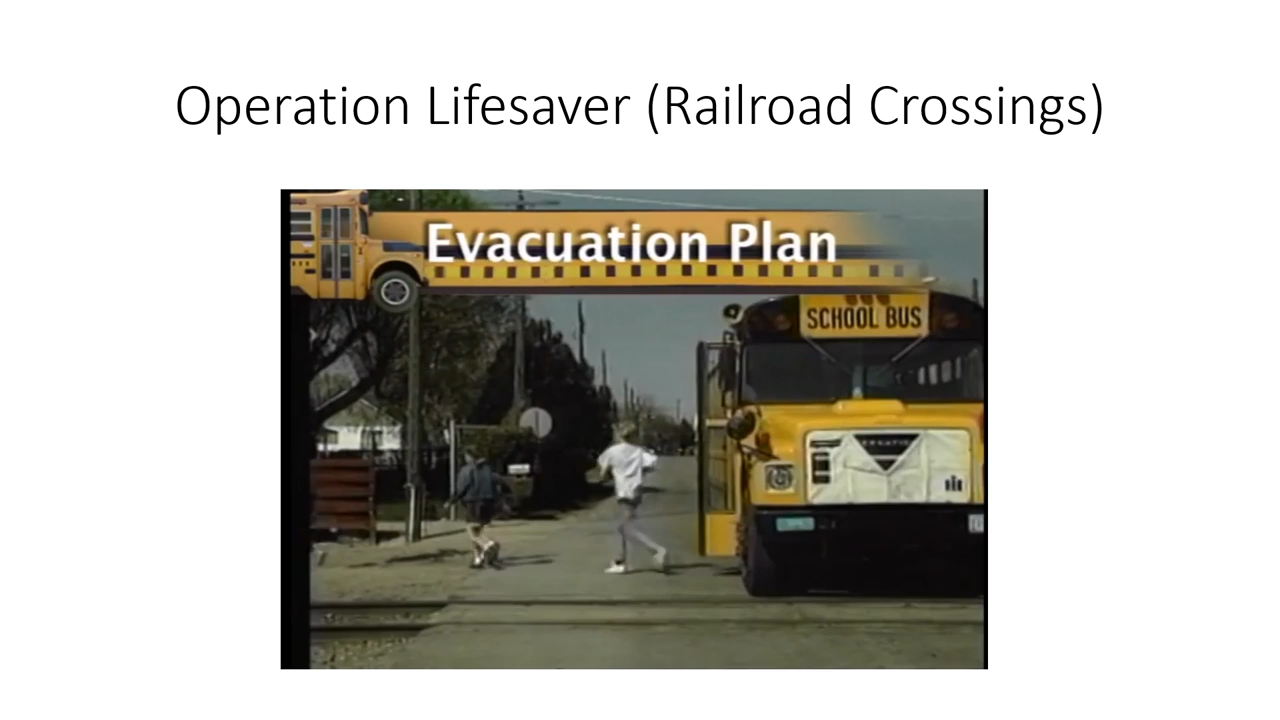 Operation Lifesaver (Railroad Crossings)
Evacuation Plan
SCHOOL BUS